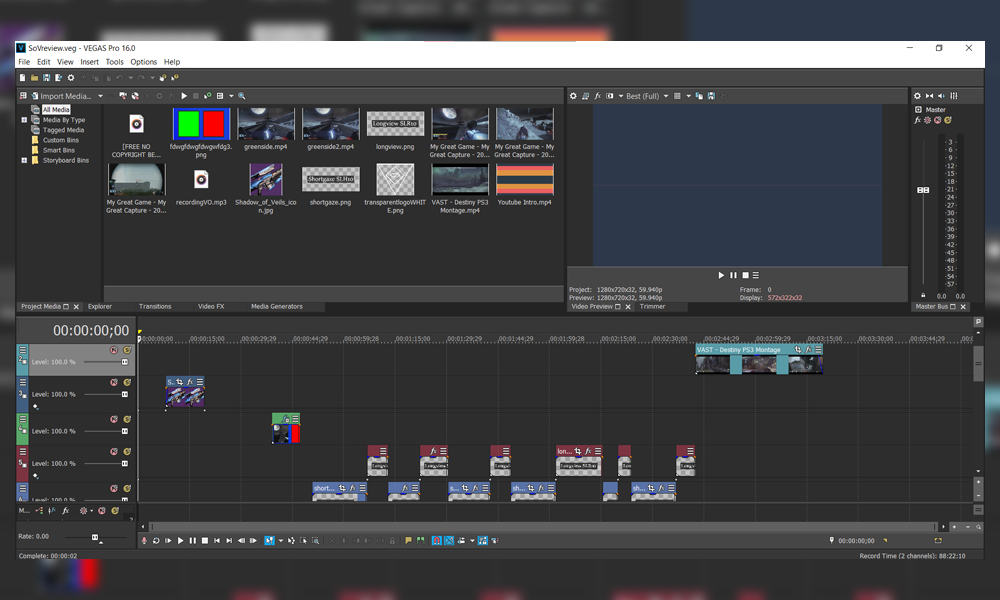 SoVreview.veg - VEGAS Pro 16.0
File Edit View Insert Tools Options Help
Import Media...
All Media
Media By Type
Tagged Media
Custom Bins
Smart Bins
Storyboard Bins
[FREE NO
COPYRIGHT BE...
fdwgfdwgfdwgwfdg3.
png
greenside.mp4
greenside2.mp4
Longview SLR10
longview.png
My Great Game - My
Great Capture - 20...
My Great Game - My
Great Capture - 20...
My Great Game - My
Great Capture - 20...
recordingVO.mp3
Shadow_of_Veils_ico
n.jpg
Shortgaze SLR10
shortgaze.png
transparentlogoWHIT
E.png
VAST - Destiny PS3
Montage.mp4
Youtube Intro.mp4
Project Media
Explorer
Transitions
Video FX
Media Generators
Best (Full)
Project: 1280x720x32, 59.940p
Preview: 1280x720x32, 59.940p
Frame: 0
Display: 572x322x32
Video Preview
Trimmer
Master
3
6
9
12
15
18
21
24
27
30
33
36
39
42
45
48
51
54
57
0.0 0.0
Master Bus
00:00:00;00
00:00:00;00 00:00:15;00 00:00:29;29 00:00:44;29 00:00:59;28 00:01:15;00 00:01:29;29 00:01:44;29 00:01:59;28 00:02:15;00 00:02:29;29 00:02:44;29 00:02:59;28 00:03:15;00 00:03:29;29 00:03:44;29 00:0
Level: 100.0 %
VAST - Destiny PS3 Montage
Level: 100.0 %
S...
Level: 100.0 %
Level: 100.0 %
lon...
Level: 100.0 %
short...
s...
sh...
sh...
M...
Rate: 0.00
00:00:00;00
Complete: 00:00:02
Record Time (2 channels): 88:22:10